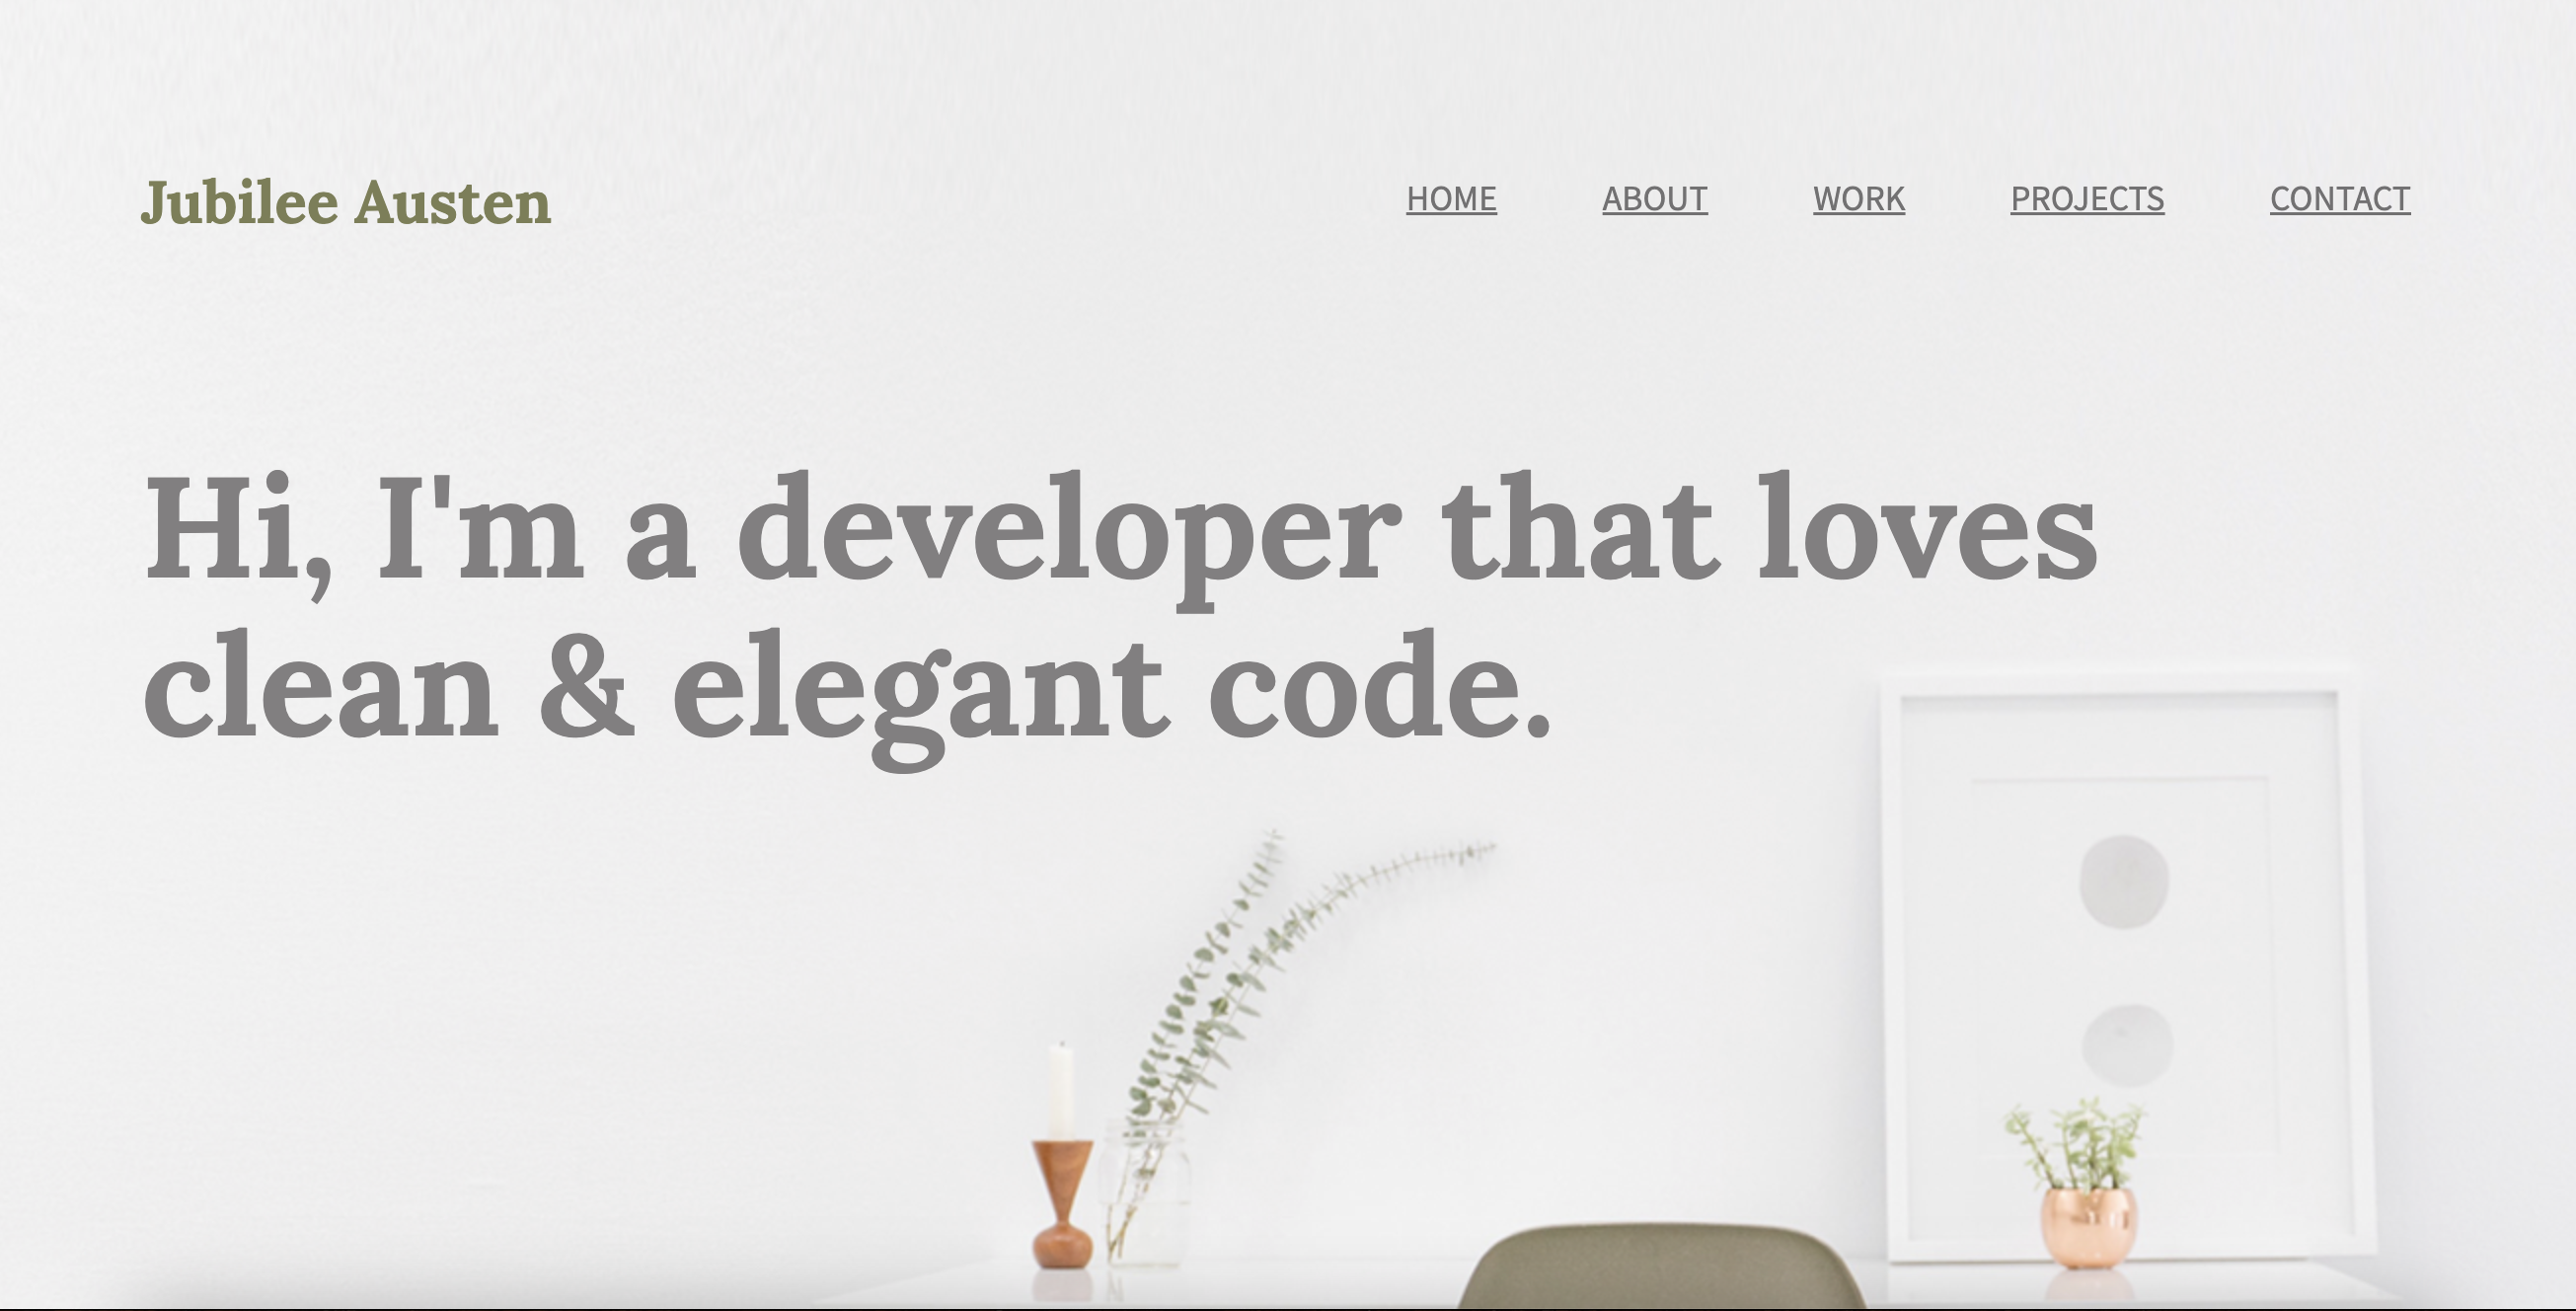 Jubilee Austen
HOME ABOUT WORK PROJECTS CONTACT
Hi, I'm a developer that loves
clean & elegant code.